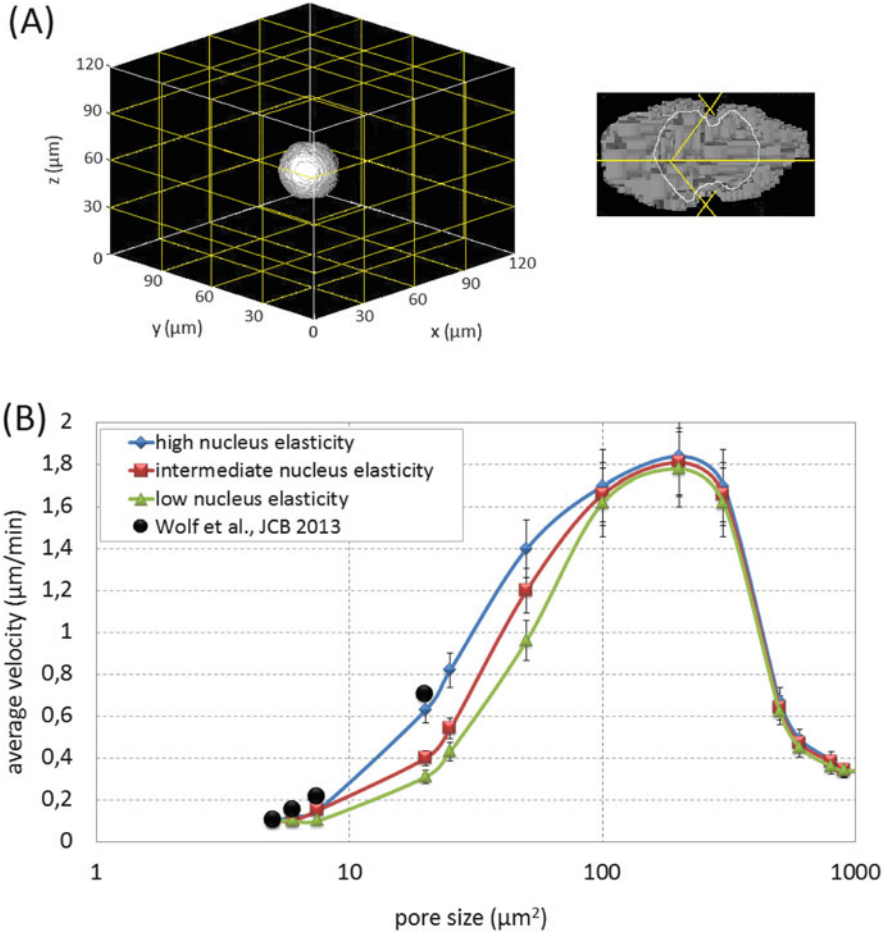 (A)
120
90
60
30
0
z (µm)
90
60
30
y (µm)
0
30
60
90
120
x (µm)
(B)
2
1,8
1,6
1,4
1,2
1
0,8
0,6
0,4
0,2
0
average velocity (µm/min)
high nucleus elasticity
intermediate nucleus elasticity
low nucleus elasticity
Wolf et al., JCB 2013
1
10
100
1000
pore size (µm²)